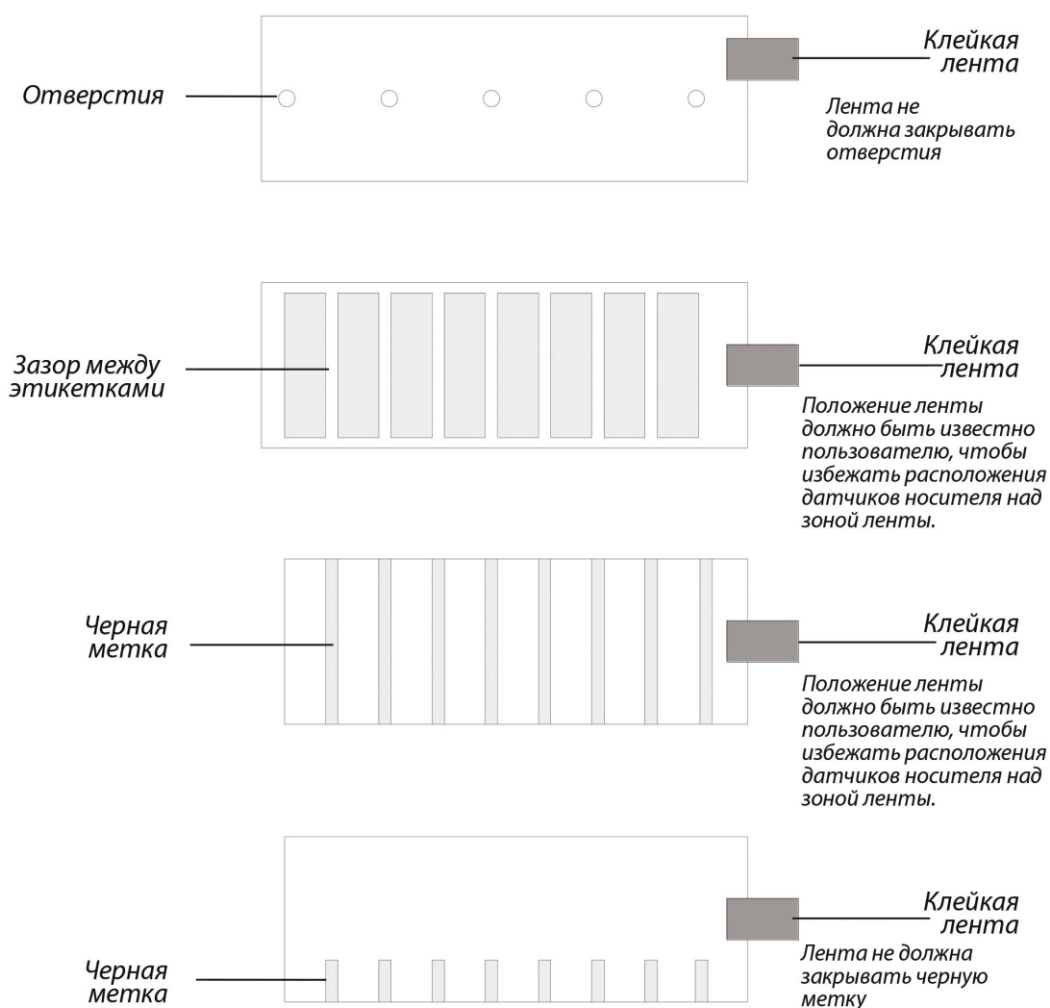 Отверстия
Клейкая
лента
Лента не
должна закрывать
отверстия
Зазор между
этикетками
Клейкая
лента
Положение ленты
должно быть известно
пользователю, чтобы
избежать расположения
датчиков носителя над
зоной ленты.
Черная
метка
Клейкая
лента
Положение ленты
должно быть известно
пользователю, чтобы
избежать расположения
датчиков носителя над
зоной ленты.
Черная
метка
Клейкая
лента
Лента не должна
закрывать черную
метку